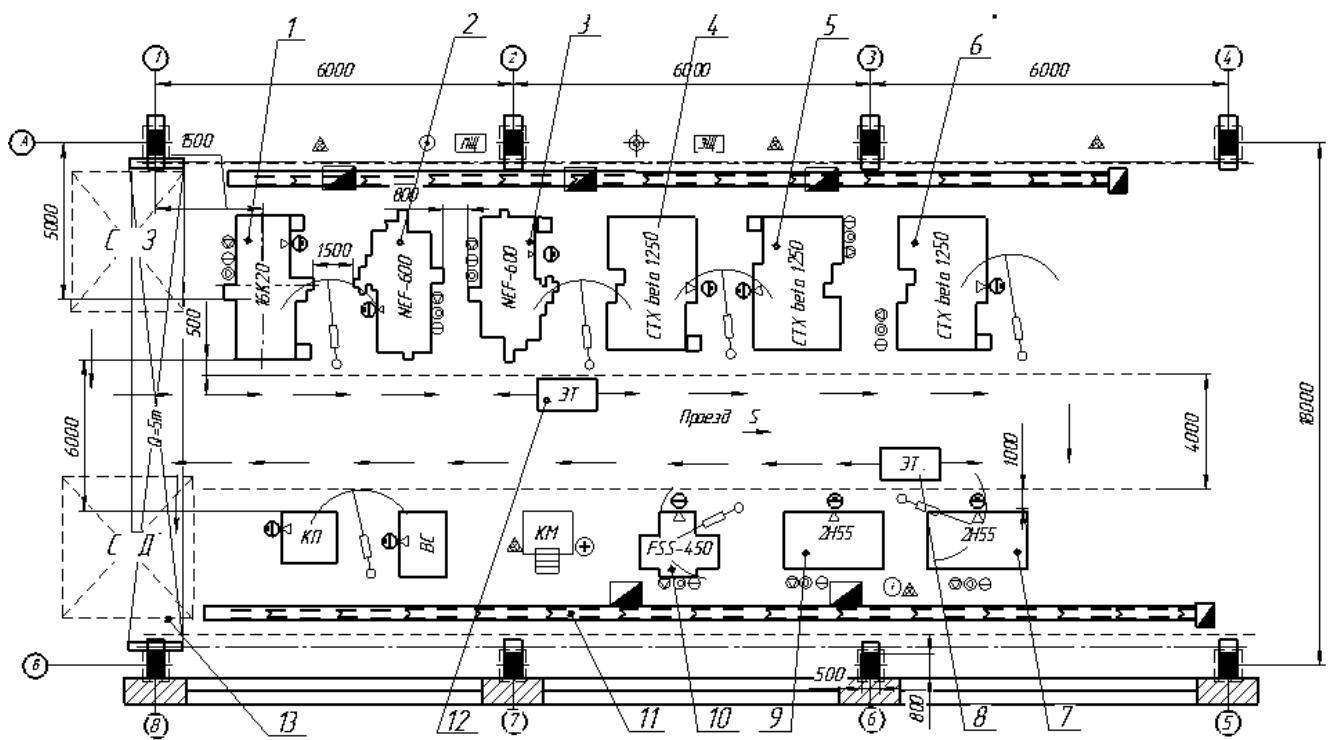 1 2 3 4 5 6
1 2 3 4
6000 6000 6000
А
1500
ПЩ ЭЩ
800
5000
С З
1500
16К20
NEF-600
NEF-600
CTX beta 1250
CTX beta 1250
CTX beta 1250
500
ЭТ
Проезд S
6000
Q=5т
4000
18000
ЭТ
1000
С Д
КП
ВС
КМ
FSS-450
2Н55
2Н55
i
Б
500
800
8 7 6 5
13 12 11 10 9 8 7